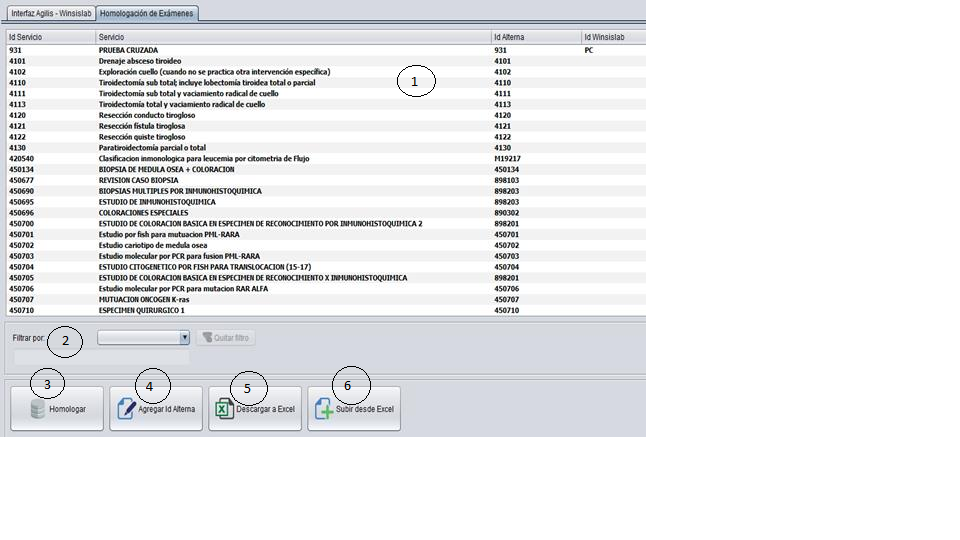 Interfaz Agilis - Winsislab Homologación de Exámenes
Id Servicio Servicio Id Alterna Id Winsislab
931 PRUEBA CRUZADA 931 PC
4101 Drenaje absceso tiroideo 4101
4102 Exploración cuello (cuando no se practica otra intervención específica) 4102
1
4110 Tiroidectomía sub total; incluye lobectomía tiroidea total o parcial 4110
4111 Tiroidectomía sub total y vaciamiento radical de cuello 4111
4113 Tiroidectomía total y vaciamiento radical de cuello 4113
4120 Resección conducto tirogloso 4120
4121 Resección fístula tiroglosa 4121
4122 Resección quiste tirogloso 4122
4130 Paratiroidectomía parcial o total 4130
420540 Clasificacion inmonologica para leucemia por citometria de Flujo M19217
450134 BIOPSIA DE MEDULA OSEA + COLORACION 450134
450677 REVISION CASO BIOPSIA 898103
450690 BIOPSIAS MULTIPLES POR INMUNOHISTOQUIMICA 898203
450695 ESTUDIO DE INMUNOHISTOQUIMICA 898203
450696 COLORACIONES ESPECIALES 890302
450700 ESTUDIO DE COLORACION BASICA EN ESPECIMEN DE RECONOCIMIENTO POR INMUNOHISTOQUIMICA 2 898201
450701 Estudio por fish para mutuacion PML-RARA 450701
450702 Estudio cariotipo de medula osea 450702
450703 Estudio molecular por PCR para fusion PML-RARA 450703
450704 ESTUDIO CITOGENETICO POR FISH PARA TRANSLOCACION (15-17) 450704
450705 ESTUDIO DE COLORACION BASICA EN ESPECIMEN DE RECONOCIMIENTO X INMUNOHISTOQUIMICA 898201
450706 Estudio molecular por PCR para mutacion RAR ALFA 450706
450707 MUTUACION ONCOGEN K-ras 450707
450710 ESPECIMEN QUIRURGICO 1 450710
Filtrar por: 2 Quitar filtro
3 4 5 6
Homologar Agregar Id Alterna Descargar a Excel Subir desde Excel